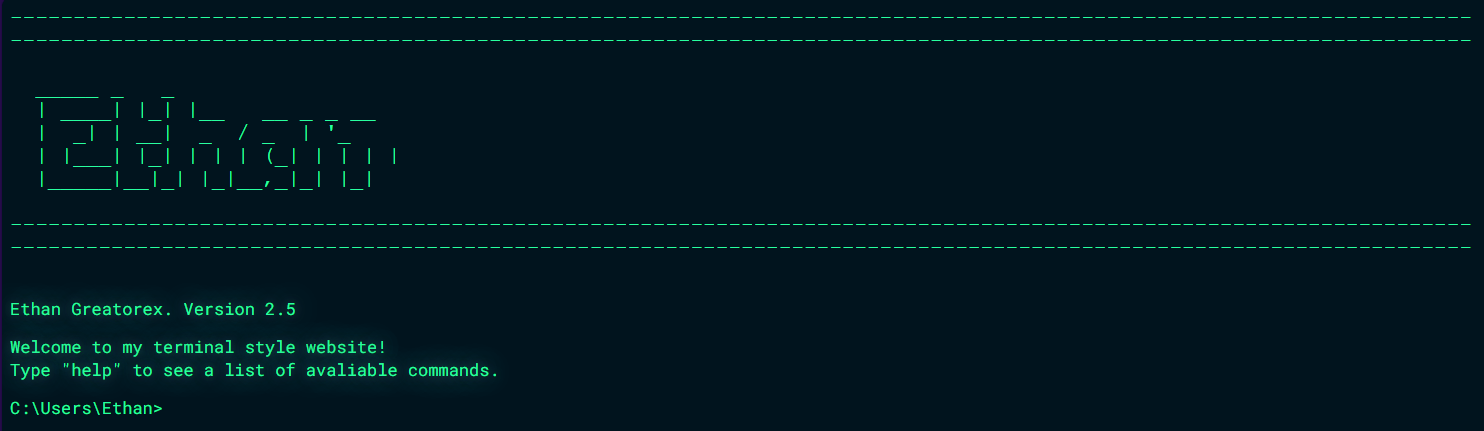 Ethan
Ethan Greatorex. Version 2.5
Welcome to my terminal style website!
Type "help" to see a list of avaliable commands.
C:\Users\Ethan>